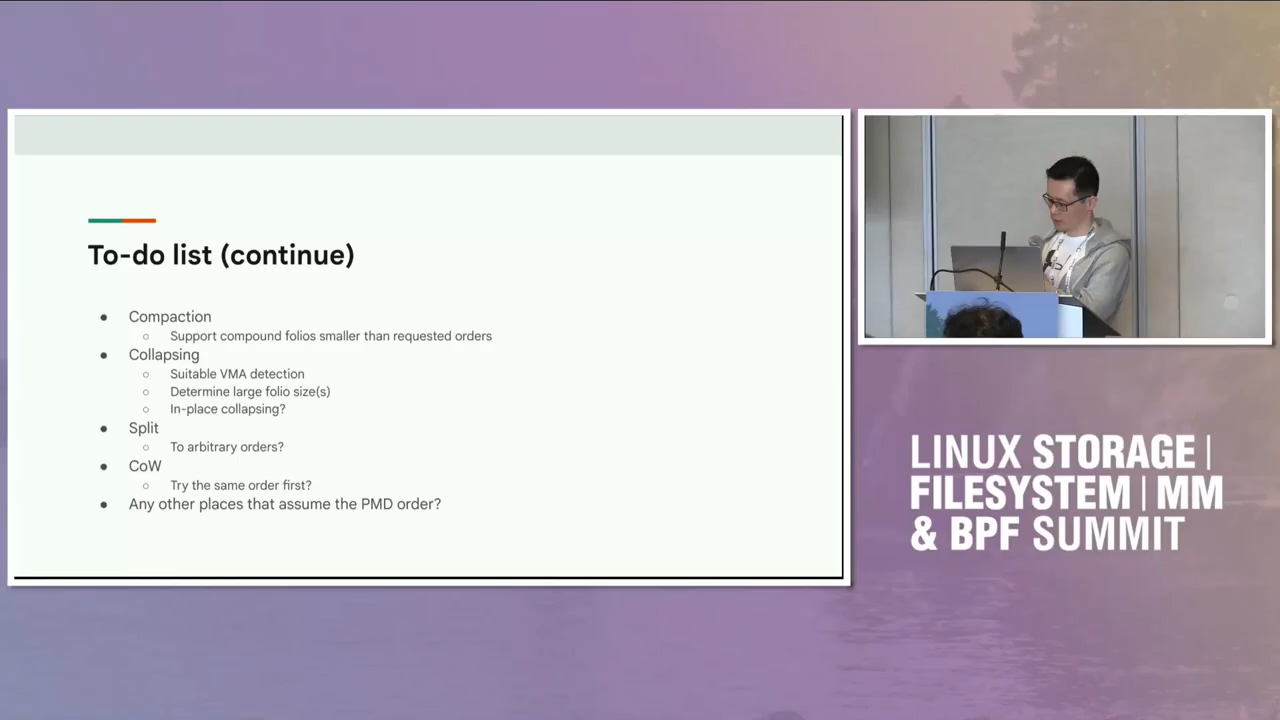 To-do list (continue)
● Compaction
○ Support compound folios smaller than requested orders
● Collapsing
○ Suitable VMA detection
○ Determine large folio size(s)
○ In-place collapsing?
● Split
○ To arbitrary orders?
● CoW
○ Try the same order first?
● Any other places that assume the PMD order?
LINUX STORAGE |
FILESYSTEM | MM
& BPF SUMMIT